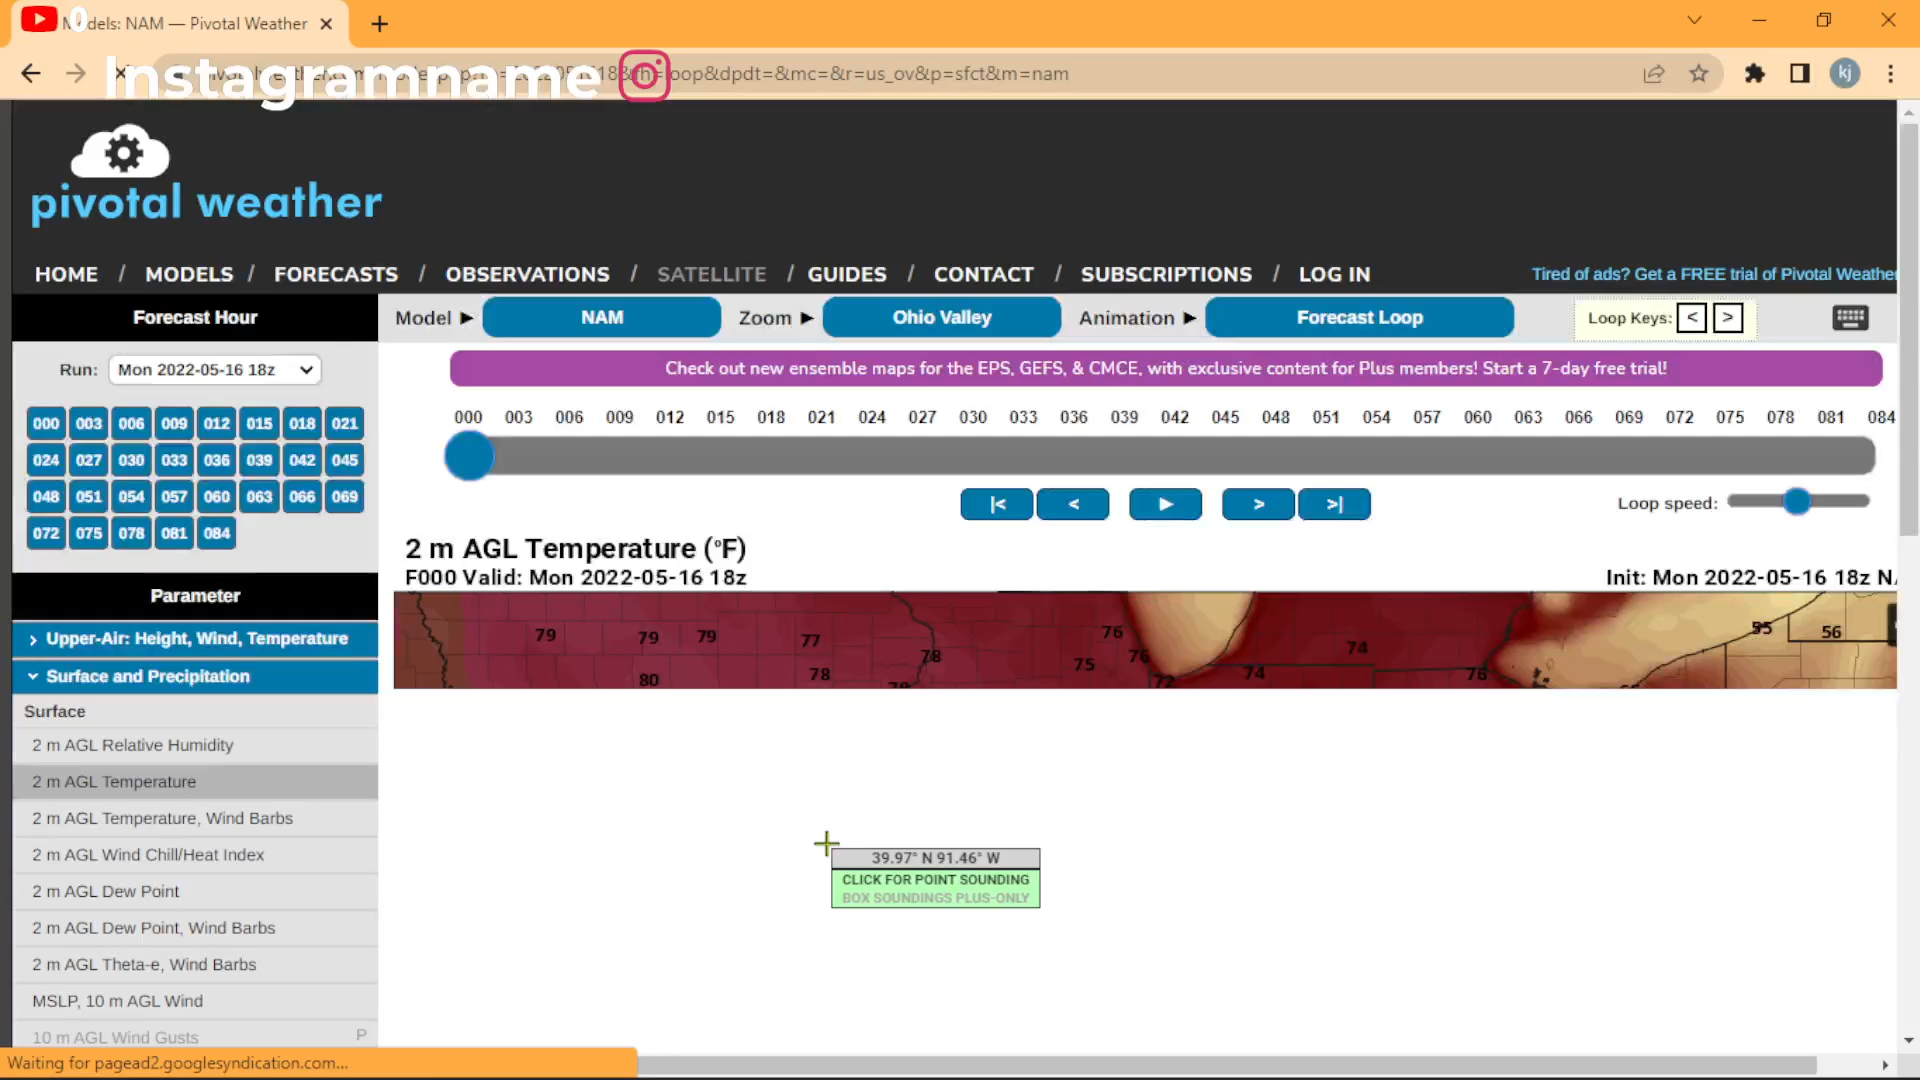 Models: NAM — Pivotal Weather
0
Instagramname
loop&dpdt=&mc=&r=us_ov&p=sfct&m=nam
kj
pivotal weather
HOME / MODELS / FORECASTS / OBSERVATIONS / SATELLITE / GUIDES / CONTACT / SUBSCRIPTIONS / LOG IN
Tired of ads? Get a FREE trial of Pivotal Weather
Forecast Hour
Model ▶ NAM Zoom ▶ Ohio Valley Animation ▶ Forecast Loop Loop Keys: < >
Run: Mon 2022-05-16 18z
Check out new ensemble maps for the EPS, GEFS, & CMCE, with exclusive content for Plus members! Start a 7-day free trial!
000 003 006 009 012 015 018 021 024 027 030 033 036 039 042 045 048 051 054 057 060 063 066 069 072 075 078 081 084
000 003 006 009 012 015 018 021
024 027 030 033 036 039 042 045
048 051 054 057 060 063 066 069
072 075 078 081 084
|< < ▶ > >|
Loop speed:
2 m AGL Temperature (°F)
F000 Valid: Mon 2022-05-16 18z
Init: Mon 2022-05-16 18z
79 79 79 77 78 76 76 74 55 56
80 78 75 72 74 76
Parameter
Upper-Air: Height, Wind, Temperature
Surface and Precipitation
Surface
2 m AGL Relative Humidity
2 m AGL Temperature
2 m AGL Temperature, Wind Barbs
2 m AGL Wind Chill/Heat Index
2 m AGL Dew Point
2 m AGL Dew Point, Wind Barbs
2 m AGL Theta-e, Wind Barbs
MSLP, 10 m AGL Wind
10 m AGL Wind Gusts P
39.97° N 91.46° W
CLICK FOR POINT SOUNDING
BOX SOUNDINGS PLUS-ONLY
Waiting for pagead2.googlesyndication.com...